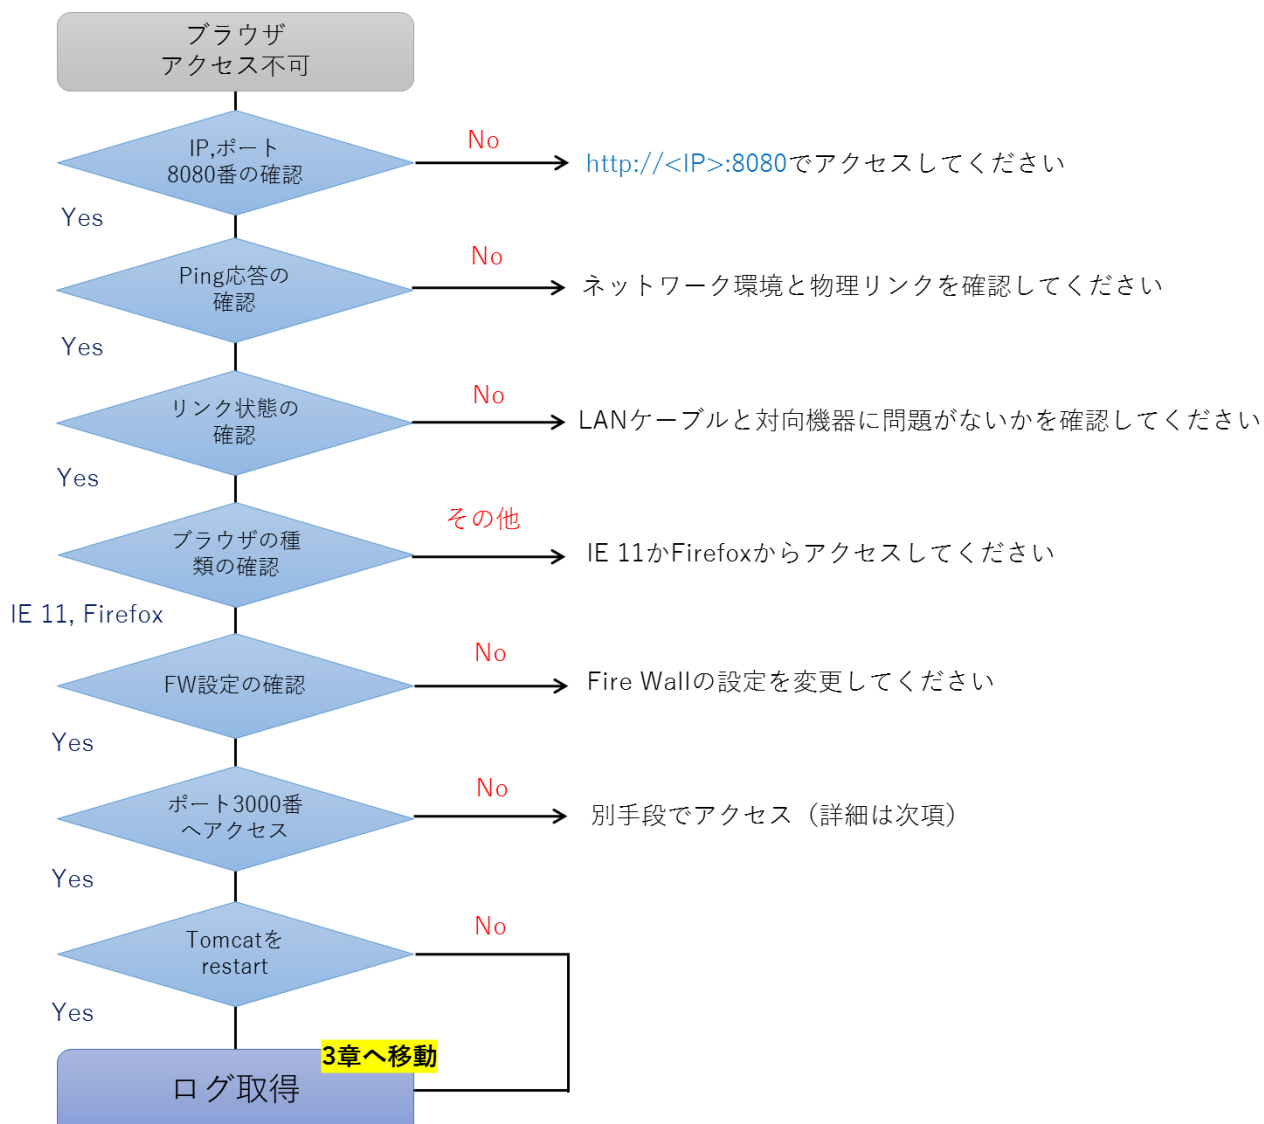 ブラウザ
アクセス不可
IP,ポート
8080番の確認
No
http://<IP>:8080でアクセスしてください
Yes
Ping応答の
確認
No
ネットワーク環境と物理リンクを確認してください
Yes
リンク状態の
確認
No
LANケーブルと対向機器に問題がないかを確認してください
Yes
ブラウザの種
類の確認
その他
IE 11かFirefoxからアクセスしてください
IE 11, Firefox
FW設定の確認
No
Fire Wallの設定を変更してください
Yes
ポート3000番
へアクセス
No
別手段でアクセス（詳細は次項）
Yes
Tomcatを
restart
No
Yes
3章へ移動
ログ取得